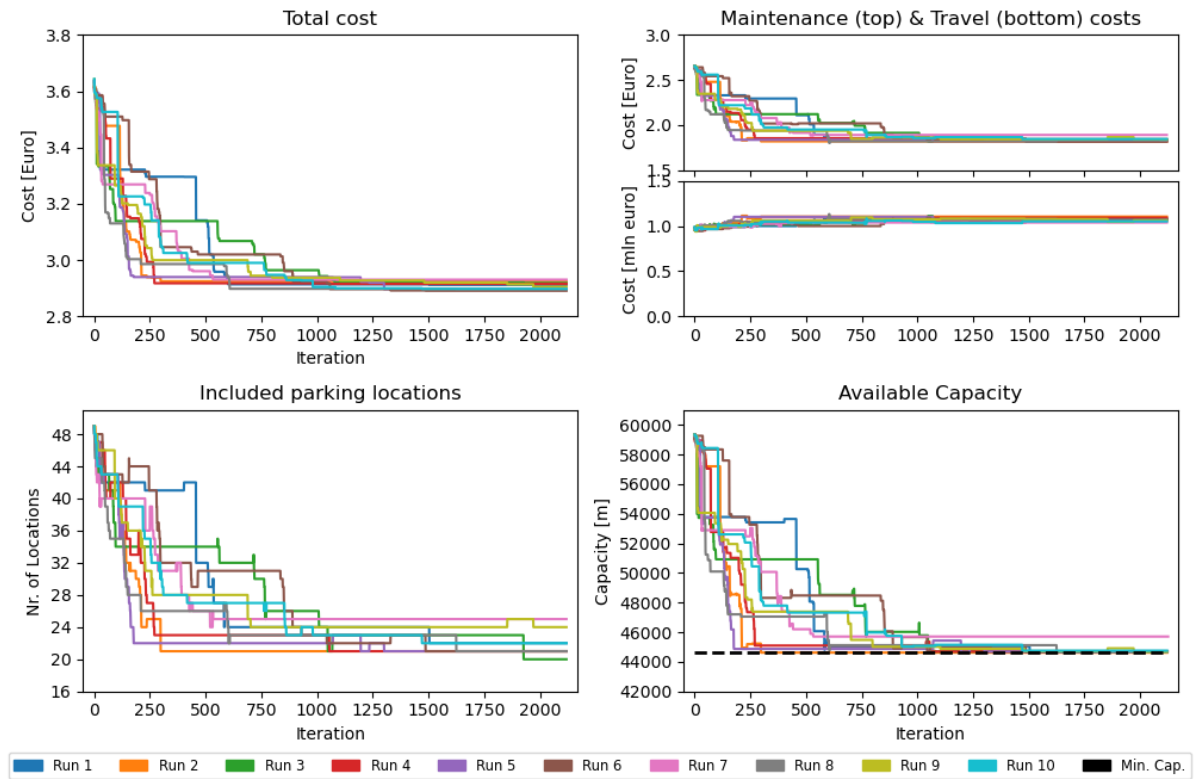 Total cost
Maintenance (top) & Travel (bottom) costs
3.8
3.6
3.4
3.2
3.0
2.8
Cost [Euro]
0 250 500 750 1000 1250 1500 1750 2000
Iteration
3.0
2.5
2.0
1.5
Cost [Euro]
1.5
1.0
0.5
0.0
Cost [mln euro]
0 250 500 750 1000 1250 1500 1750 2000
Included parking locations
Available Capacity
48
44
40
36
32
28
24
20
16
Nr. of Locations
0 250 500 750 1000 1250 1500 1750 2000
Iteration
60000
58000
56000
54000
52000
50000
48000
46000
44000
42000
Capacity [m]
0 250 500 750 1000 1250 1500 1750 2000
Iteration
Run 1 Run 2 Run 3 Run 4 Run 5 Run 6 Run 7 Run 8 Run 9 Run 10 Min. Cap.